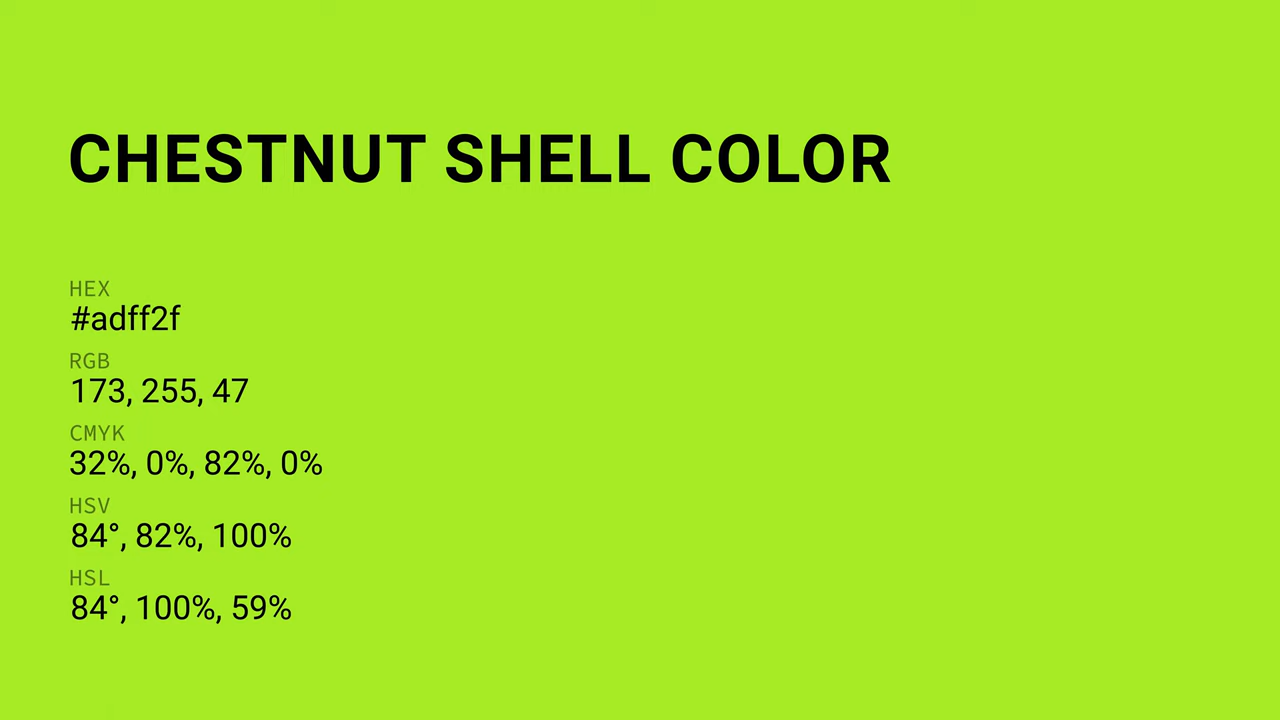 CHESTNUT SHELL COLOR
HEX
#adff2f
RGB
173, 255, 47
CMYK
32%, 0%, 82%, 0%
HSV
84°, 82%, 100%
HSL
84°, 100%, 59%